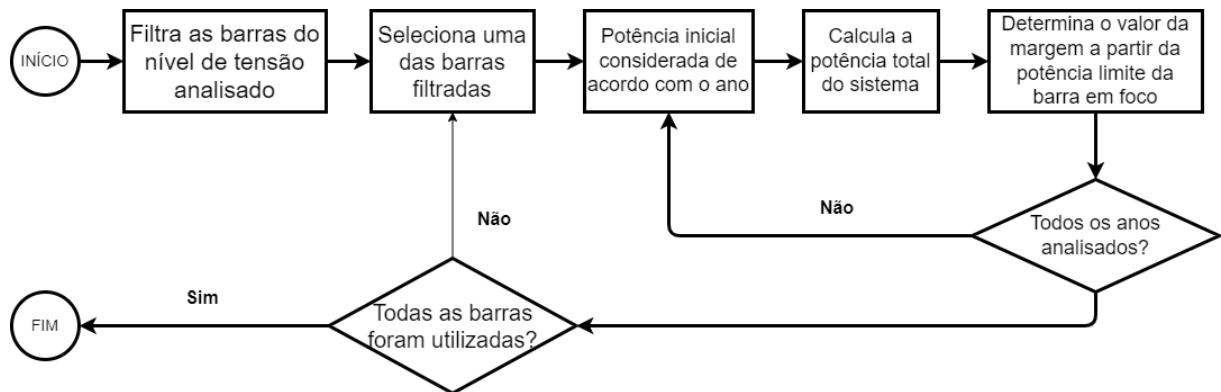 INÍCIO
Filtra as barras do
nível de tensão
analisado
Seleciona uma
das barras
filtradas
Potência inicial
considerada de
acordo com o ano
Calcula a
potência total
do sistema
Determina o valor da
margem a partir da
potência limite da
barra em foco
Todos os anos
analisados?
Não
Todas as barras
foram utilizadas?
Não
Sim
FIM